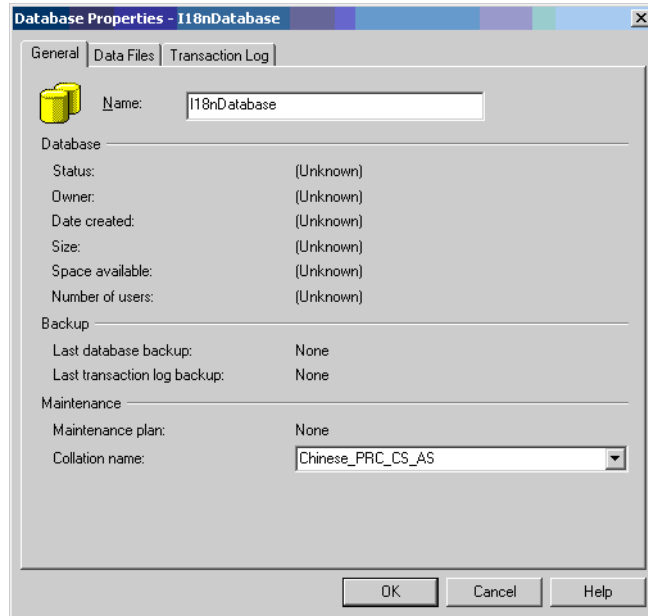 Database Properties - I18nDatabase
General Data Files Transaction Log
Name: I18nDatabase
Database
Status: (Unknown)
Owner: (Unknown)
Date created: (Unknown)
Size: (Unknown)
Space available: (Unknown)
Number of users: (Unknown)
Backup
Last database backup: None
Last transaction log backup: None
Maintenance
Maintenance plan: None
Collation name: Chinese_PRC_CS_AS
OK Cancel Help